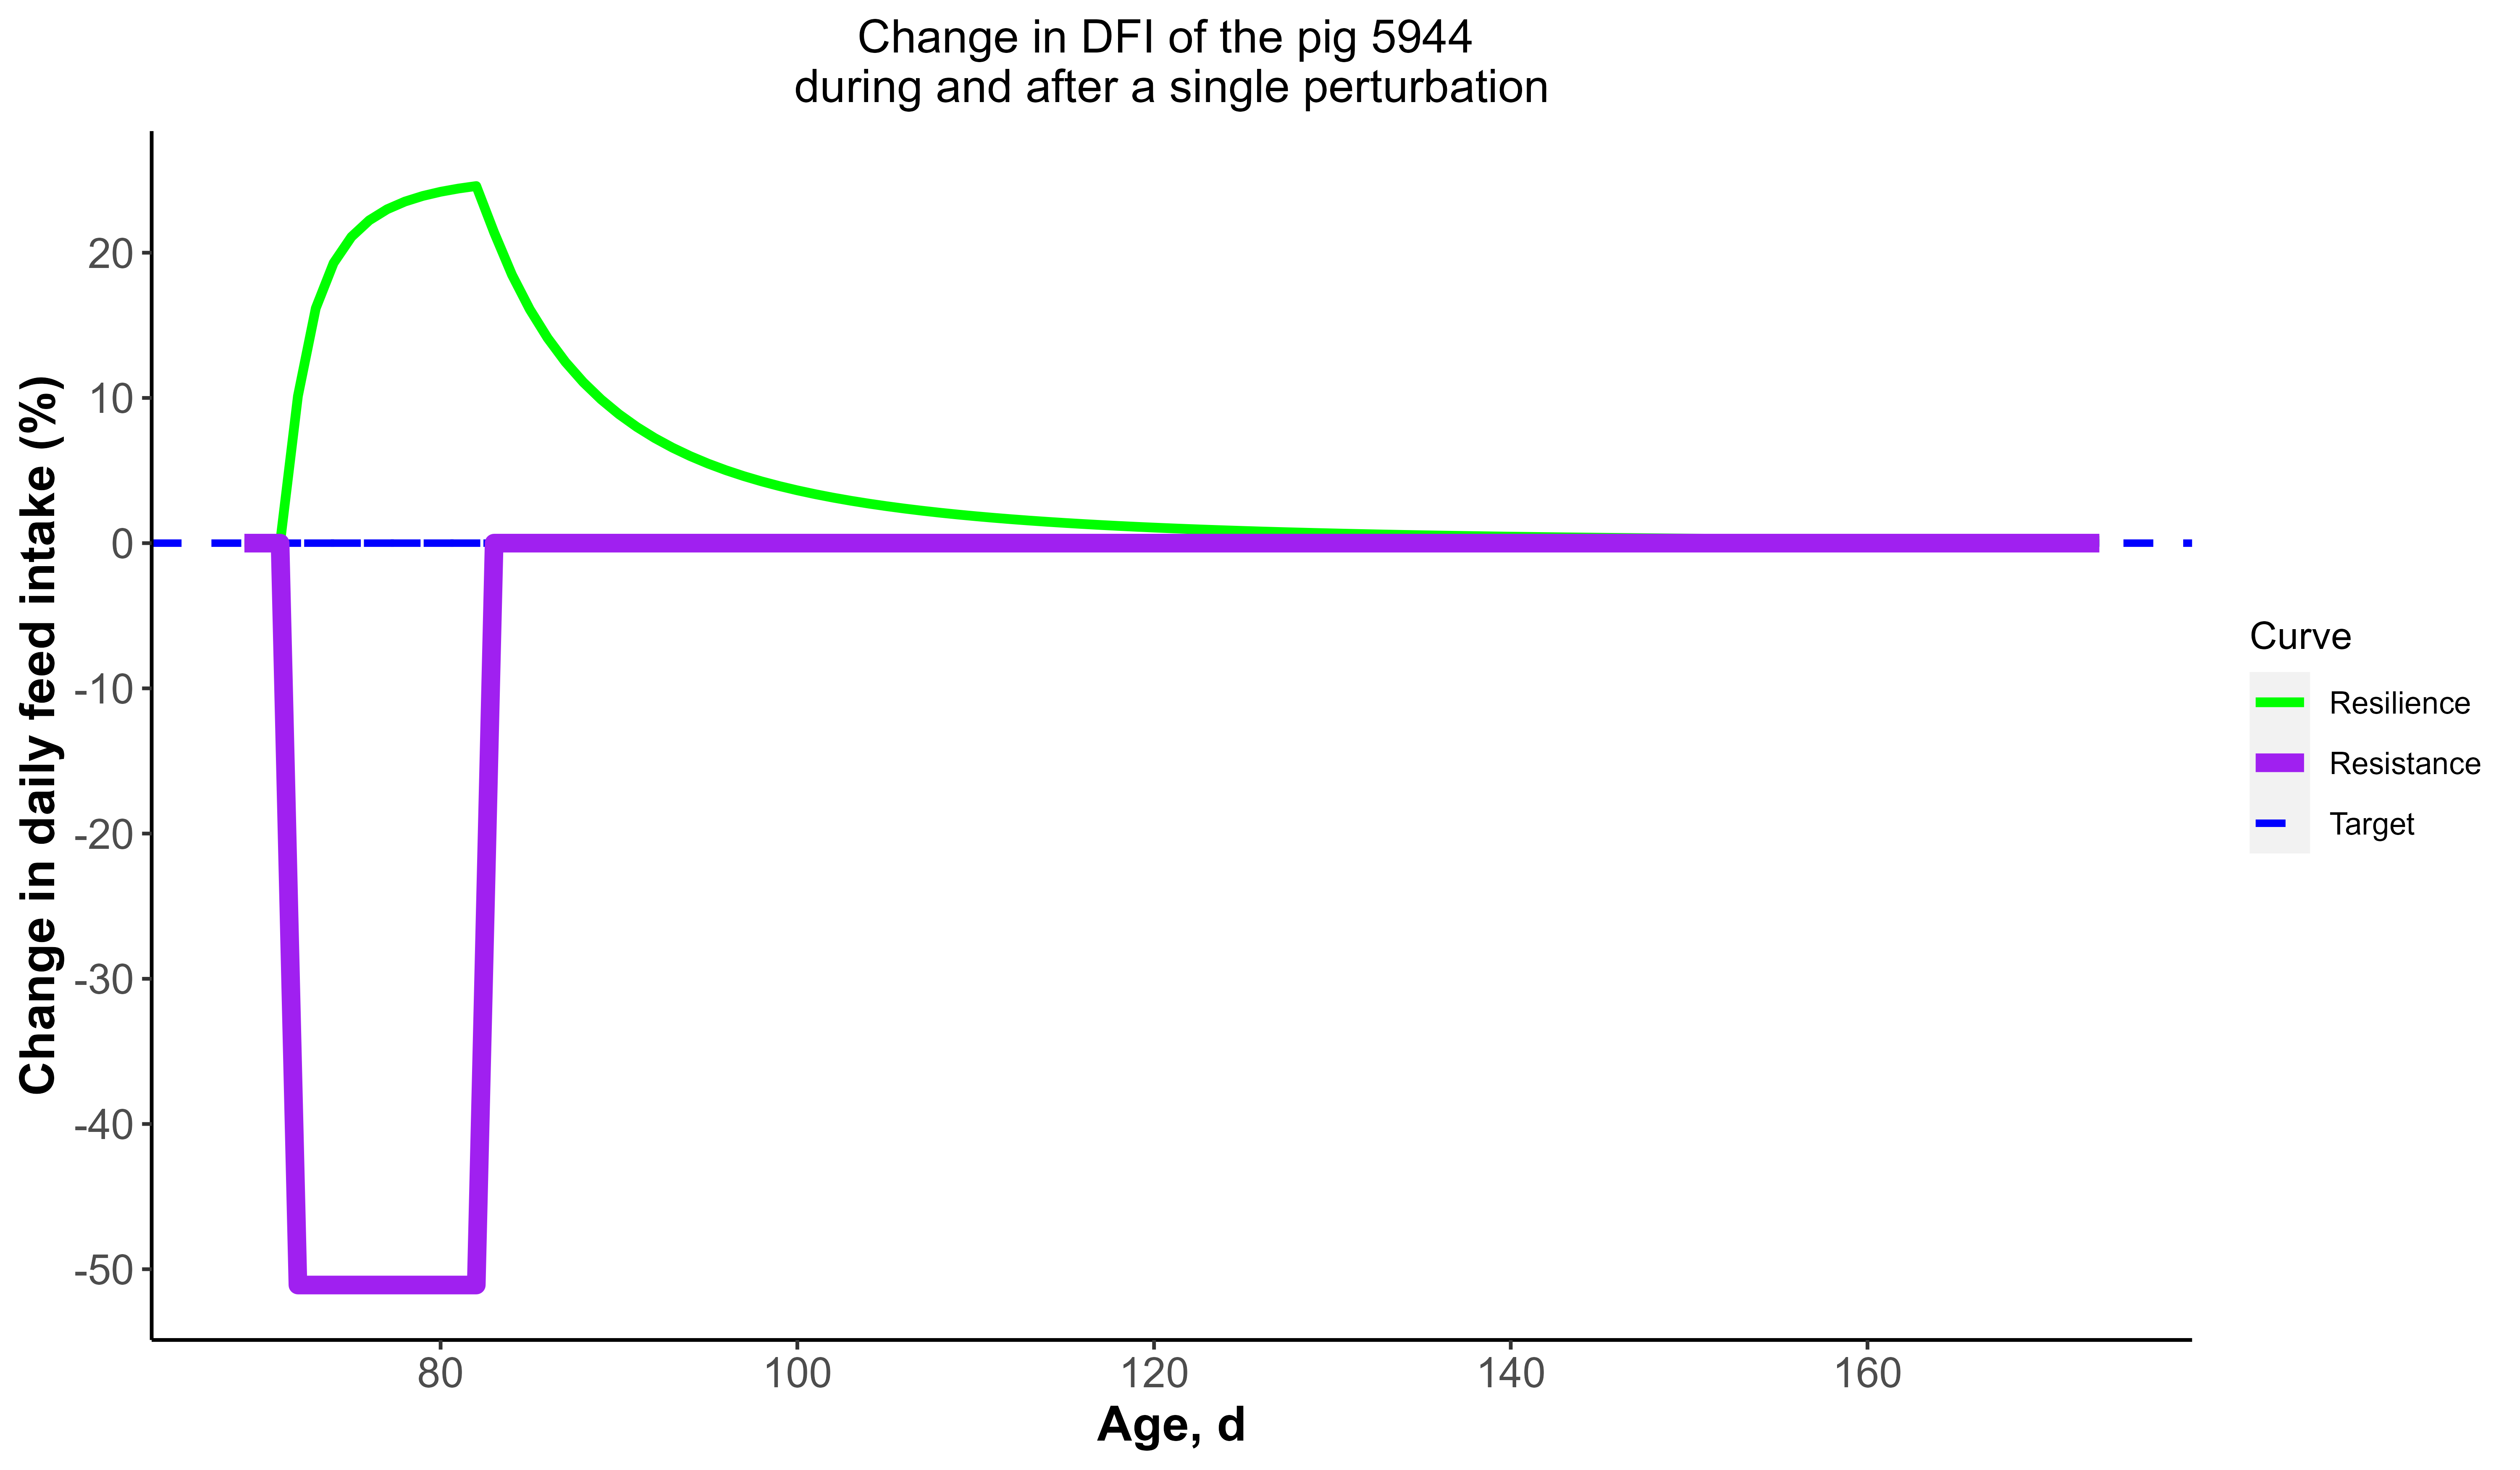 Change in DFI of the pig 5944
during and after a single perturbation
Change in daily feed intake (%)
20
10
0
-10
-20
-30
-40
-50
80
100
120
140
160
Age, d
Curve
Resilience
Resistance
Target